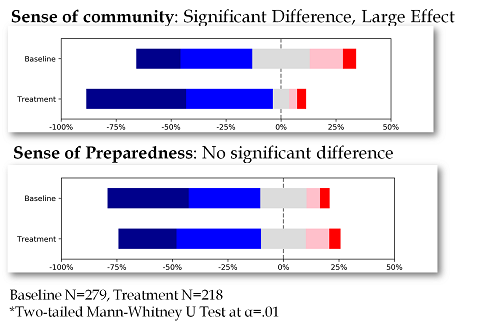 Sense of community: Significant Difference, Large Effect
Baseline
Treatment
-100% -75% -50% -25% 0% 25% 50%
Sense of Preparedness: No significant difference
Baseline
Treatment
-100% -75% -50% -25% 0% 25% 50%
Baseline N=279, Treatment N=218
*Two-tailed Mann-Whitney U Test at α=.01